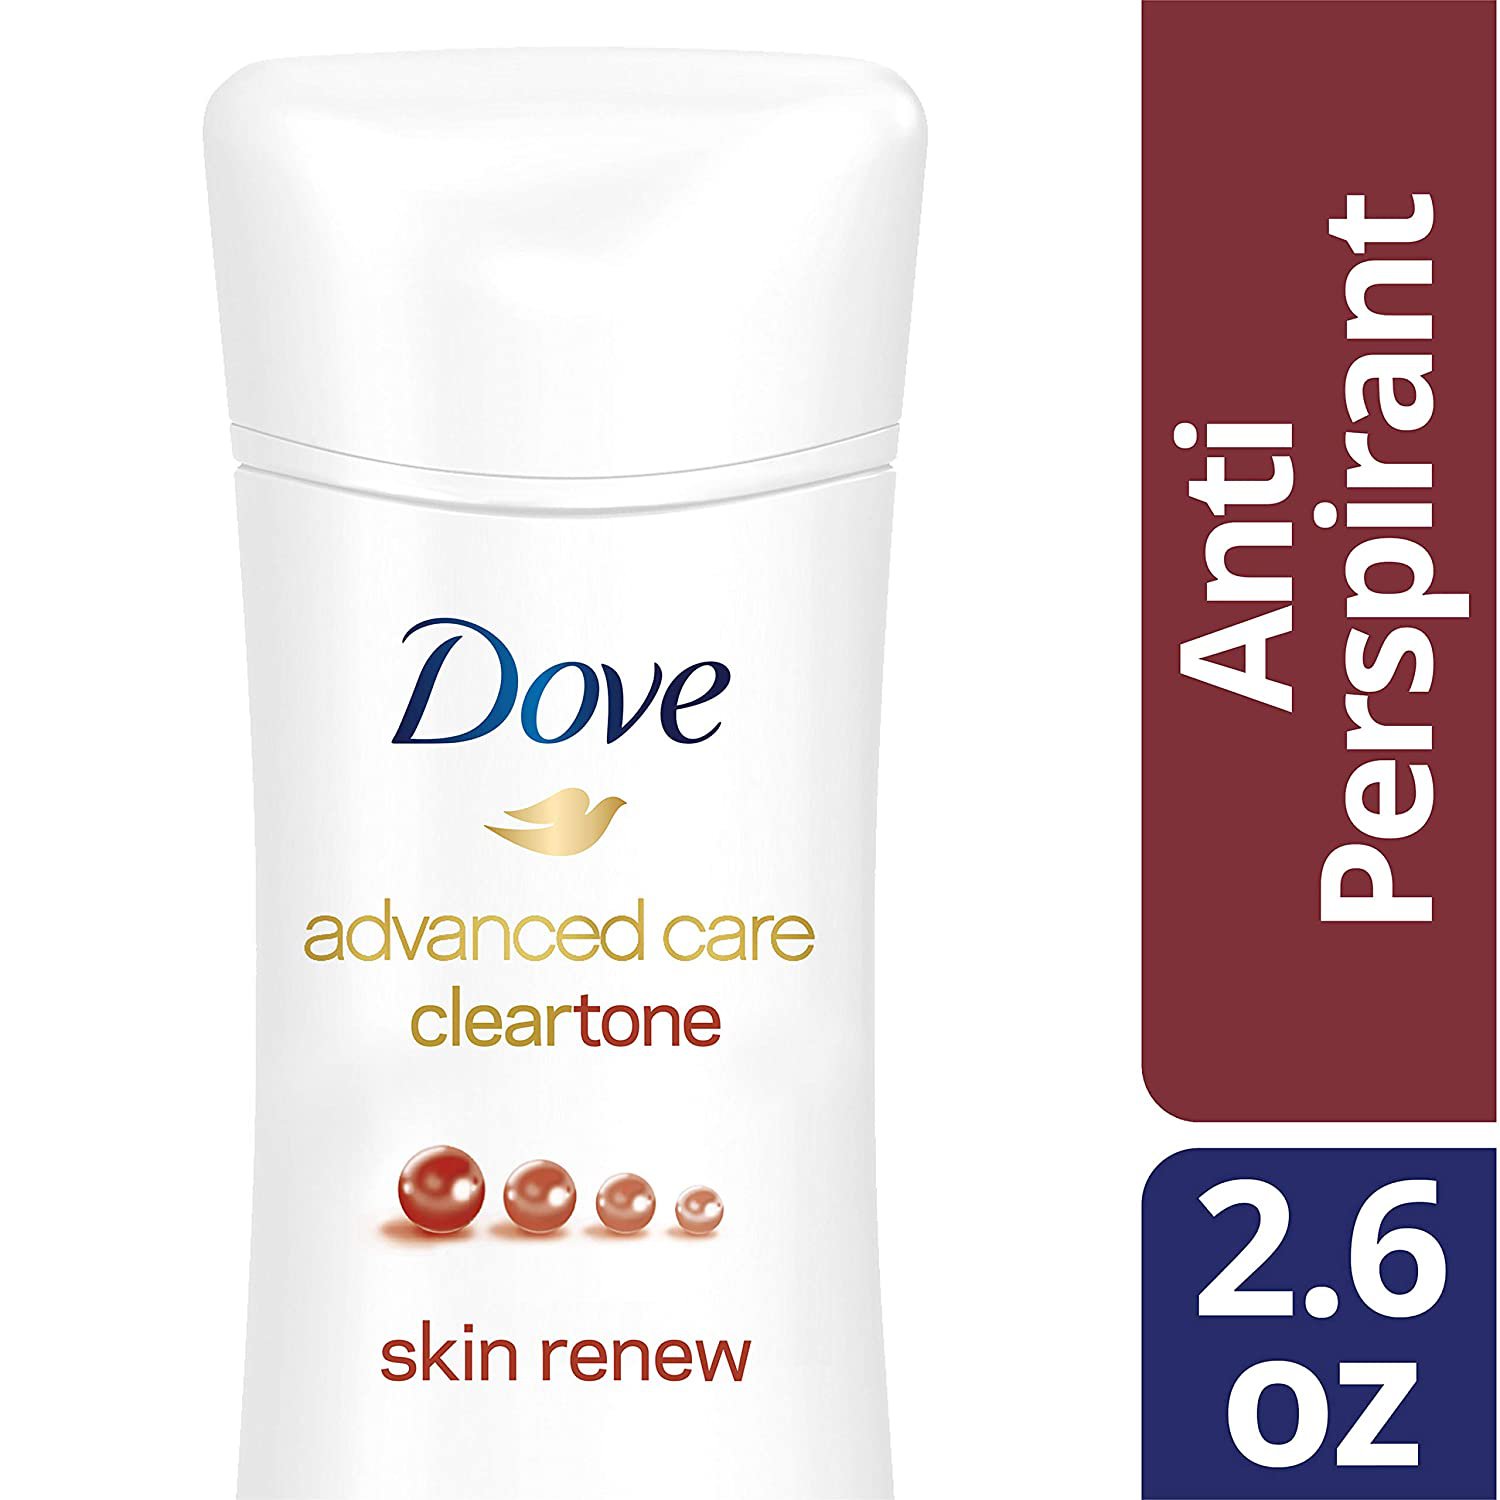 Dove
advanced care
cleartone
skin renew
Anti
Perspirant
2.6
oz